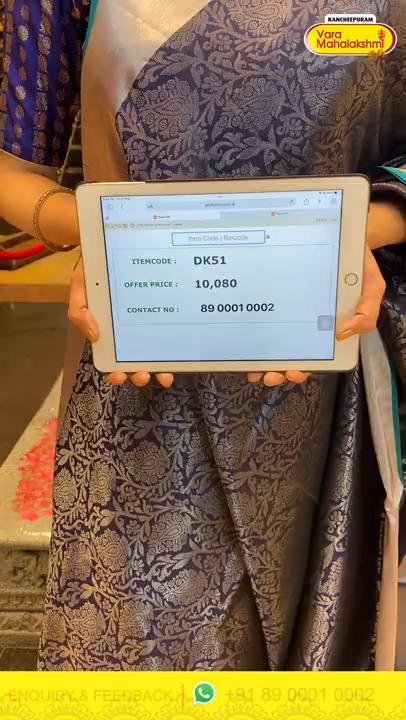 KANCHEEPURAM
Vara
Mahalakshmi
Item Code / Barcode
ITEMCODE : DK51
OFFER PRICE : 10,080
CONTACT NO : 89 0001 0002
ENQUIRY & FEEDBACK | +91 89 0001 0002